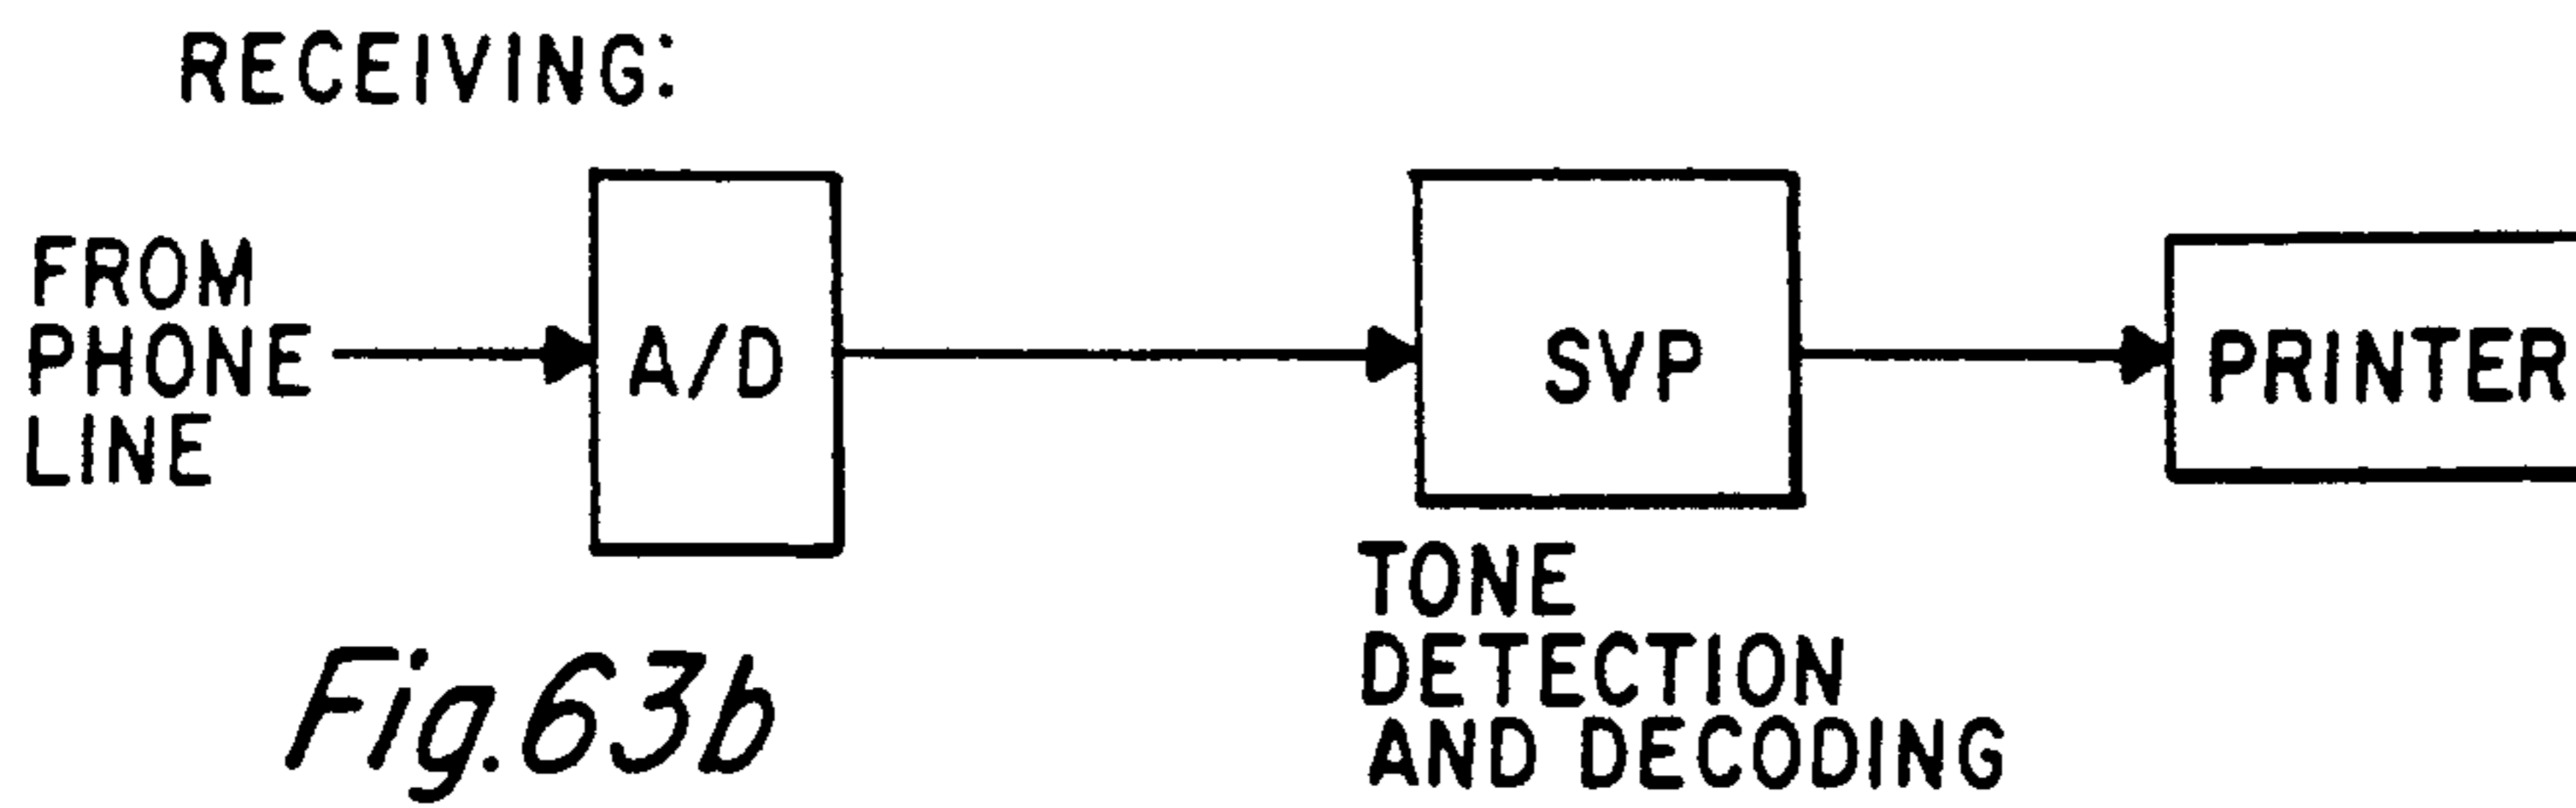 RECEIVING:
FROM
PHONE
LINE
A/D
SVP
PRINTER
TONE
DETECTION
AND DECODING
Fig.63b